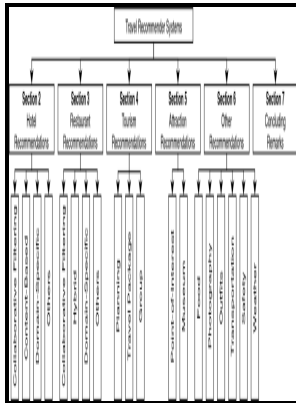 Travel Recommender Systems
Section 2
Hotel
Recommendations
Section 3
Restaurant
Recommendations
Section 4
Tourism
Recommendations
Section 5
Attraction
Recommendations
Section 6
Other
Recommendations
Section 7
Concluding
Remarks
Collaborative Filtering
Content-Based
Domain-Specific
Others
Collaborative Filtering
Hybrid
Domain-Specific
Others
Planning
Travel Package
Group
Point of Interest
Museum
Food
Photography
Outfits
Transportation
Safety
Weather